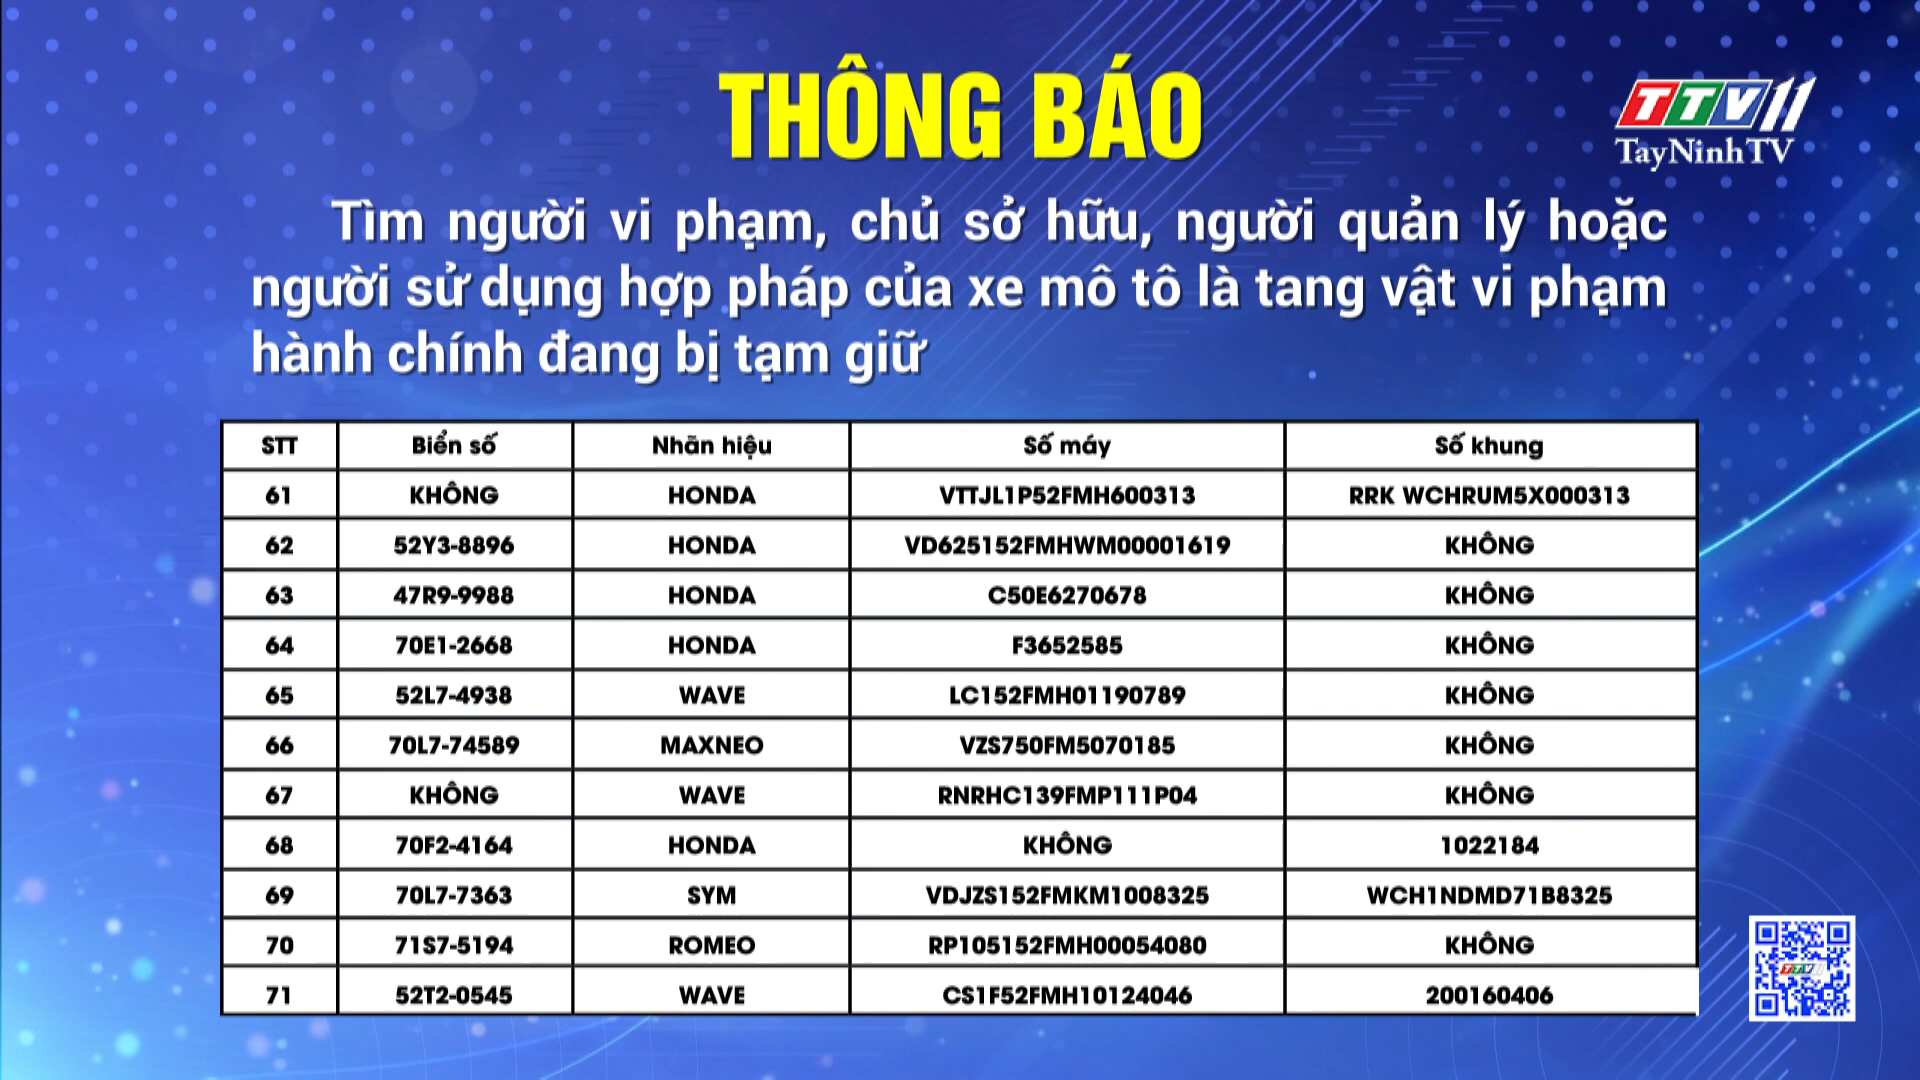 THÔNG BÁO
TTV11
TayNinhTV
Tìm người vi phạm, chủ sở hữu, người quản lý hoặc
người sử dụng hợp pháp của xe mô tô là tang vật vi phạm
hành chính đang bị tạm giữ
STT Biển số Nhãn hiệu Số máy Số khung
61 KHÔNG HONDA VTTJL1P52FMH600313 RRK WCHRUM5X000313
62 52Y3-8896 HONDA VD625152FMHWM00001619 KHÔNG
63 47R9-9988 HONDA C50E6270678 KHÔNG
64 70E1-2668 HONDA F3652585 KHÔNG
65 52L7-4938 WAVE LC152FMH01190789 KHÔNG
66 70L7-74589 MAXNEO VZS750FM5070185 KHÔNG
67 KHÔNG WAVE RNRHC139FMP111P04 KHÔNG
68 70F2-4164 HONDA KHÔNG 1022184
69 70L7-7363 SYM VDJZS152FMKM1008325 WCH1NDMD71B8325
70 71S7-5194 ROMEO RP105152FMH00054080 KHÔNG
71 52T2-0545 WAVE CS1F52FMH10124046 200160406
TTV11